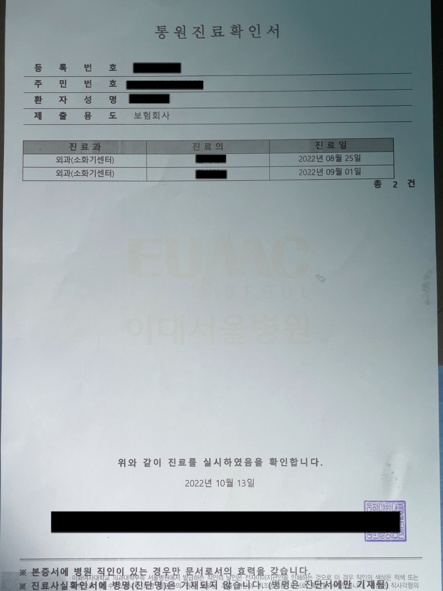 통원진료확인서
등 록 번 호
주 민 번 호
환 자 성 명
제 출 용 도 보험회사
진료과 진료의 진료일
외과(소화기센터) 2022년 08월 25일
외과(소화기센터) 2022년 09월 01일
총 2 건
EUMC
이대서울병원
위와 같이 진료를 실시하였음을 확인합니다.
2022년 10월 13일
※ 본증서에 병원 직인이 있는 경우만 문서로서의 효력을 갖습니다.
※ 진료사실확인서에 병명(진단명)은 기재되지 않습니다. (병명은 진단서에만 기재됨)